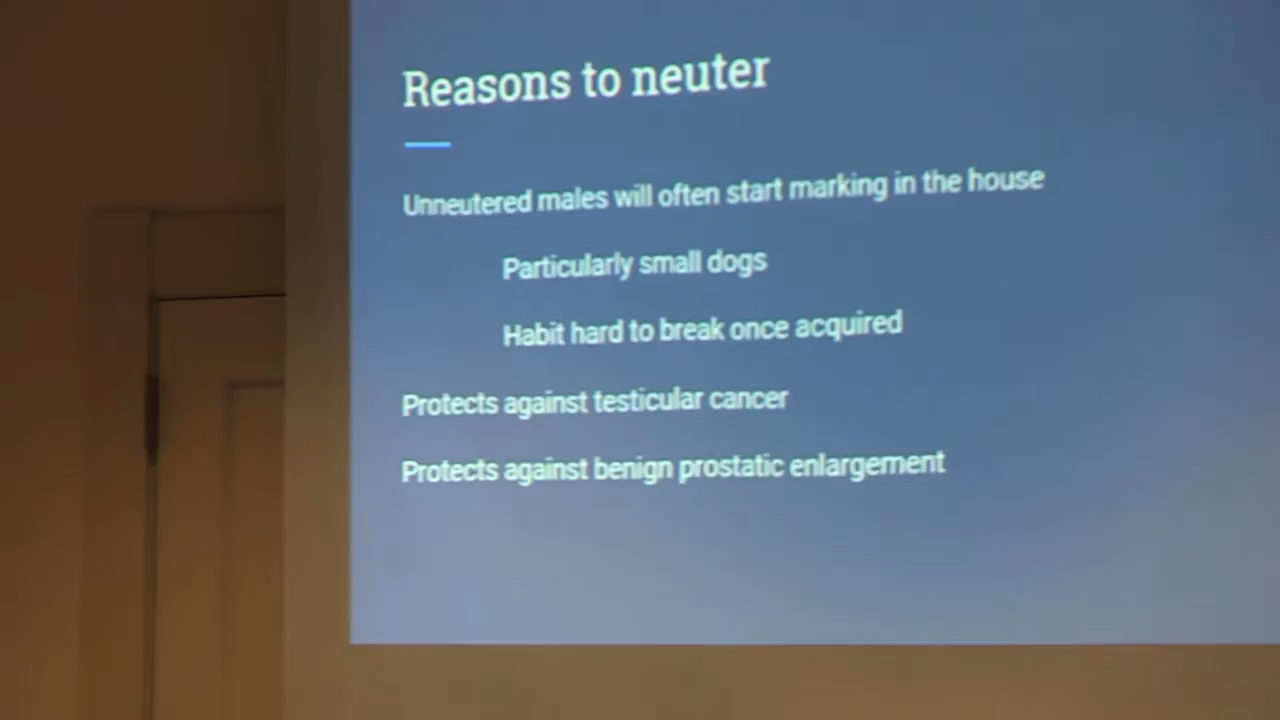 Reasons to neuter
Unneutered males will often start marking in the house
Particularly small dogs
Habit hard to break once acquired
Protects against testicular cancer
Protects against benign prostatic enlargement